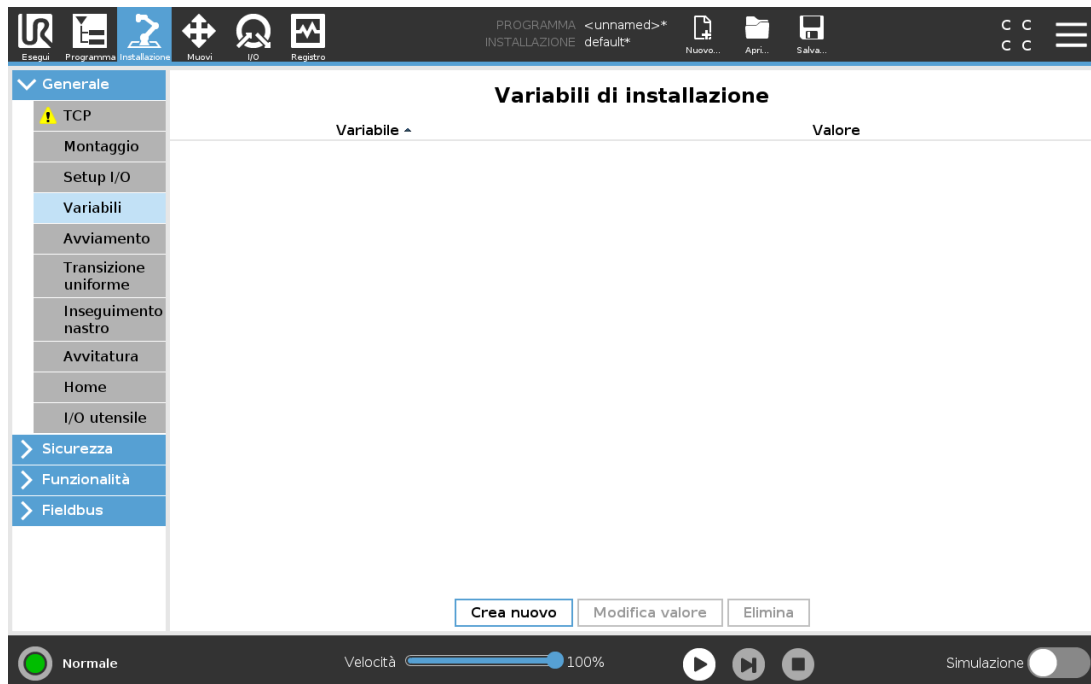 UR
Esegui
Programma
Installazione
Muovi
I/O
Registro
PROGRAMMA <unnamed>*
INSTALLAZIONE default*
Nuovo...
Apri...
Salva...
C C
C C
Generale
TCP
Montaggio
Setup I/O
Variabili
Avviamento
Transizione
uniforme
Inseguimento
nastro
Avvitatura
Home
I/O utensile
Sicurezza
Funzionalità
Fieldbus
Variabili di installazione
Variabile
Valore
Crea nuovo
Modifica valore
Elimina
Normale
Velocità
100%
Simulazione